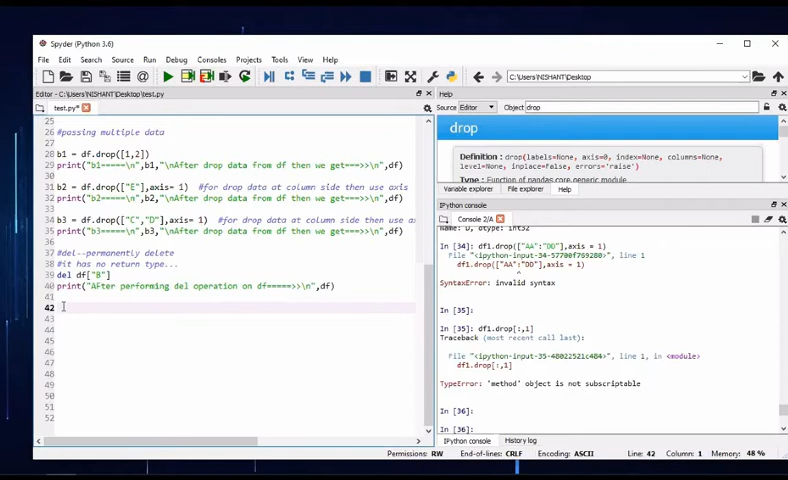 Spyder (Python 3.6)
File Edit Search Source Run Debug Consoles Projects Tools View Help
C:\Users\NISHANT\Desktop
Editor - C:\Users\NISHANT\Desktop\test.py
Help
test.py*
Source Editor Object drop
25
26 #passing multiple data
27
28 b1 = df.drop([1,2])
29 print("b1=====\n",b1,"\nAfter drop data from df then we get===>>\n",df)
30
31 b2 = df.drop(["E"],axis= 1) #for drop data at column side then use axis
32 print("b2=====\n",b2,"\nAfter drop data from df then we get===>>\n",df)
33
34 b3 = df.drop(["C","D"],axis= 1) #for drop data at column side then use ax
35 print("b3=====\n",b3,"\nAfter drop data from df then we get===>>\n",df)
36
37 #del--permanently delete
38 #it has no return type...
39 del df["B"]
40 print("AFter performing del operation on df=====>>\n",df)
41
42
43
44
45
46
47
48
49
50
51
52
drop
Definition : drop(labels=None, axis=0, index=None, columns=None,
level=None, inplace=False, errors='raise')
Type : Function of pandas.core.generic module
Variable explorer File explorer Help
IPython console
Console 2/A
Name: D, dtype: int32
In [34]: df1.drop(["AA":"DD"],axis = 1)
File "<ipython-input-34-57700f769280>", line 1
df1.drop(["AA":"DD"],axis = 1)
^
SyntaxError: invalid syntax
In [35]:
In [35]: df1.drop[:,1]
Traceback (most recent call last):
File "<ipython-input-35-48022521c484>", line 1, in <module>
df1.drop[:,1]
TypeError: 'method' object is not subscriptable
In [36]:
In [36]:
IPython console History log
Permissions: RW End-of-lines: CRLF Encoding: ASCII Line: 42 Column: 1 Memory: 48 %